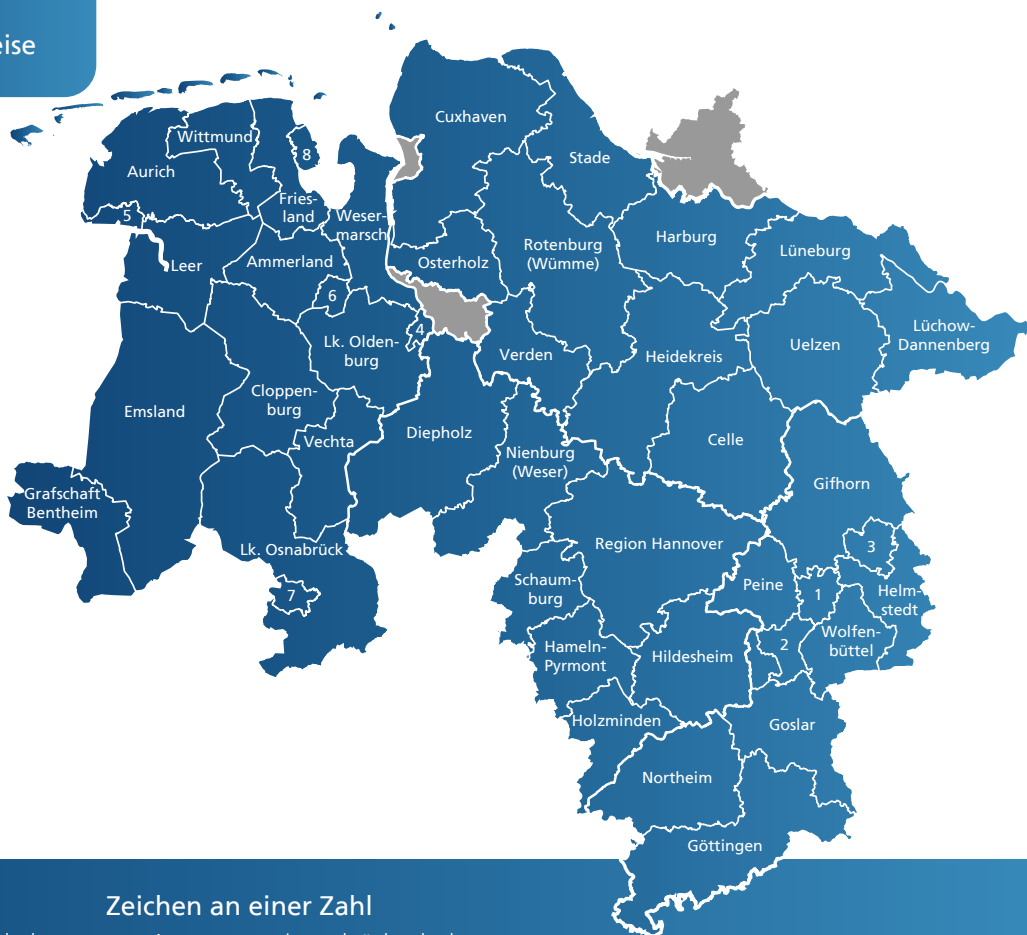 eise
Cuxhaven
Wittmund
8
Stade
Aurich
Fries-
land
Weser-
marsch
5
Harburg
Rotenburg
(Wümme)
Lüneburg
Leer
Ammerland
Osterholz
6
4
Lüchow-
Dannenberg
Lk. Olden-
burg
Verden
Heidekreis
Uelzen
Emsland
Cloppen-
burg
Vechta
Diepholz
Celle
Nienburg
(Weser)
Gifhorn
Grafschaft
Bentheim
Lk. Osnabrück
Region Hannover
3
7
Schaum-
burg
Peine
1
Helm-
stedt
2
Wolfen-
büttel
Hameln-
Pyrmont
Hildesheim
Holzminden
Goslar
Northeim
Göttingen
Zeichen an einer Zahl